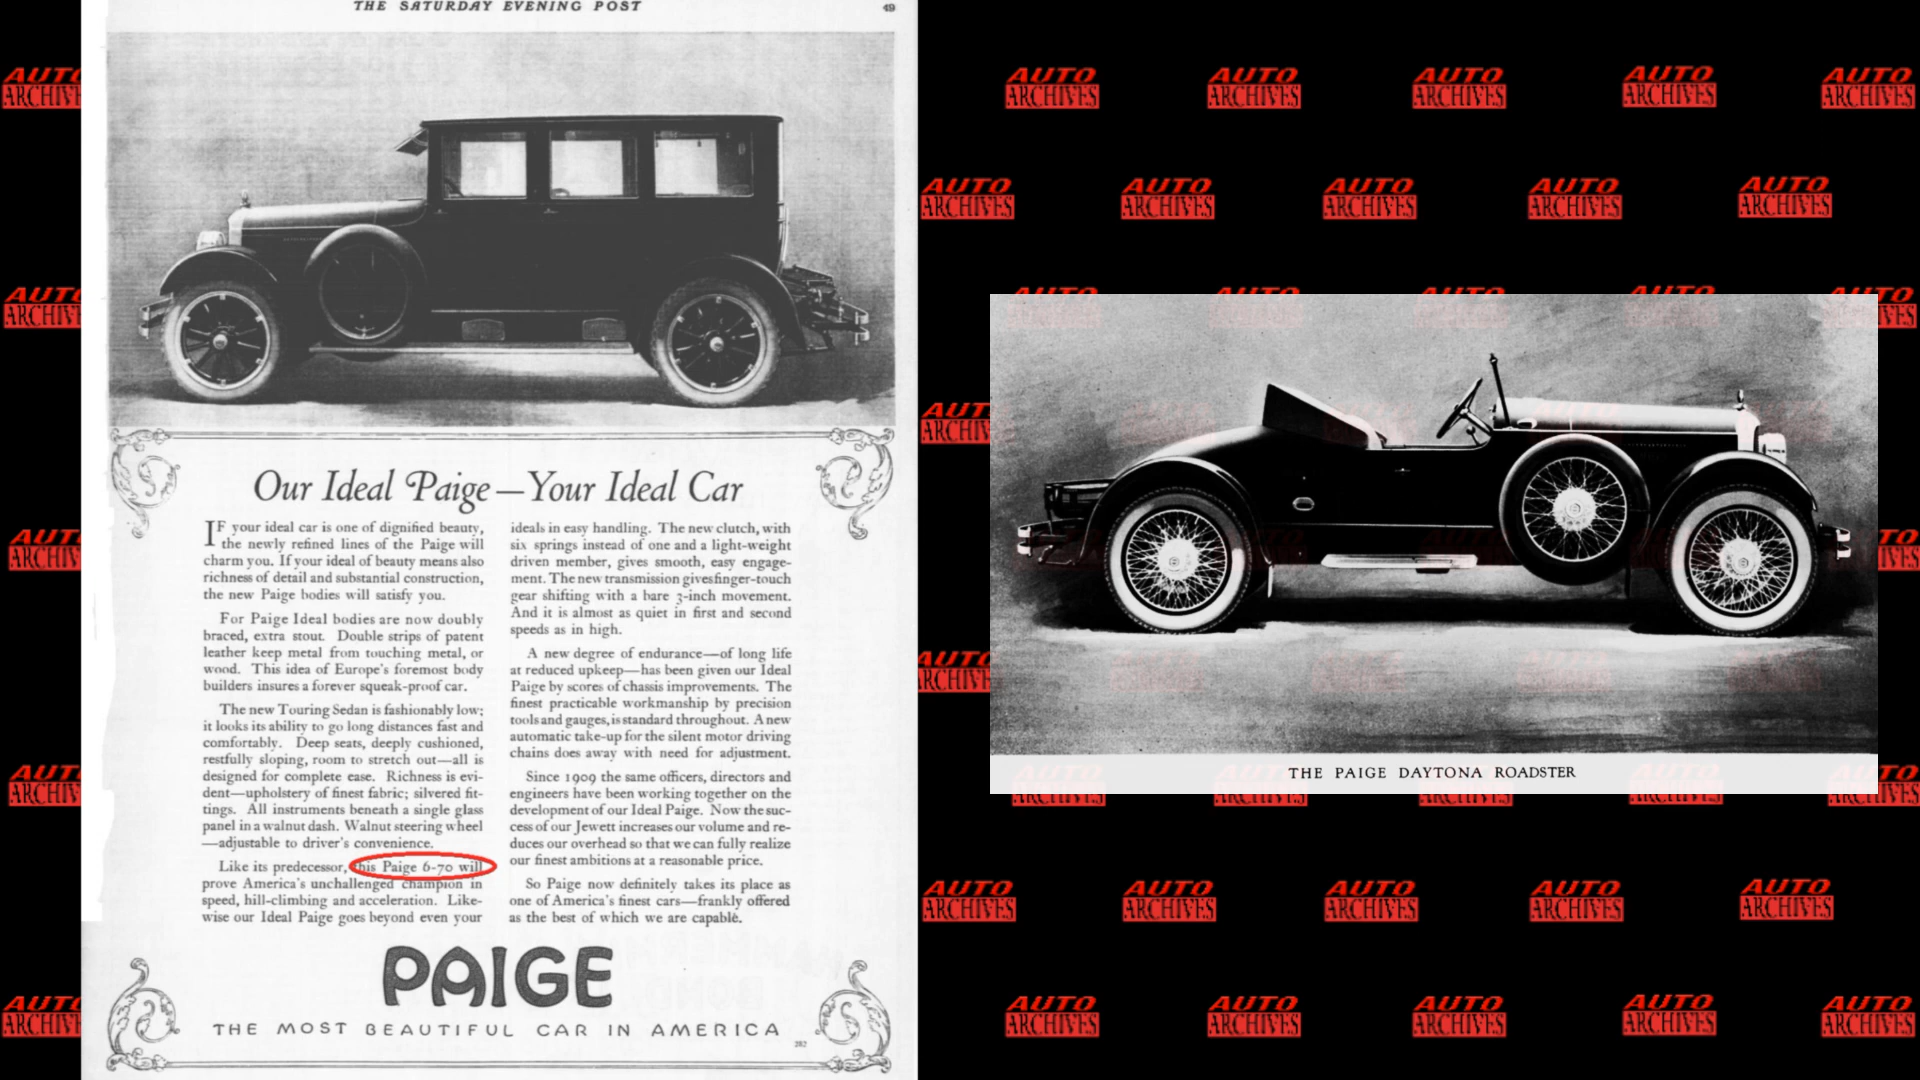 THE SATURDAY EVENING POST
49
Our Ideal Paige—Your Ideal Car
IF your ideal car is one of dignified beauty,
the newly refined lines of the Paige will
charm you. If your ideal of beauty means also
richness of detail and substantial construction,
the new Paige bodies will satisfy you.
For Paige Ideal bodies are now doubly
braced, extra stout. Double strips of patent
leather keep metal from touching metal, or
wood. This idea of Europe's foremost body
builders insures a forever squeak-proof car.
The new Touring Sedan is fashionably low;
it looks its ability to go long distances fast and
comfortably. Deep seats, deeply cushioned,
restfully sloping, room to stretch out—all is
designed for complete ease. Richness is evi-
dent—upholstery of finest fabric; silvered fit-
tings. All instruments beneath a single glass
panel in a walnut dash. Walnut steering wheel
—adjustable to driver's convenience.
Like its predecessor, this Paige 6-70 will
prove America's unchallenged champion in
speed, hill-climbing and acceleration. Like-
wise our Ideal Paige goes beyond even your
ideals in easy handling. The new clutch, with
six springs instead of one and a light-weight
driven member, gives smooth, easy engage-
ment. The new transmission gives finger-touch
gear shifting with a bare 3-inch movement.
And it is almost as quiet in first and second
speeds as in high.
A new degree of endurance—of long life
at reduced upkeep—has been given our Ideal
Paige by scores of chassis improvements. The
finest practicable workmanship by precision
tools and gauges, is standard throughout. A new
automatic take-up for the silent motor driving
chains does away with need for adjustment.
Since 1909 the same officers, directors and
engineers have been working together on the
development of our Ideal Paige. Now the suc-
cess of our Jewett increases our volume and re-
duces our overhead so that we can fully realize
our finest ambitions at a reasonable price.
So Paige now definitely takes its place as
one of America's finest cars—frankly offered
as the best of which we are capable.
PAIGE
THE MOST BEAUTIFUL CAR IN AMERICA
282
THE PAIGE DAYTONA ROADSTER
AUTO
ARCHIVES